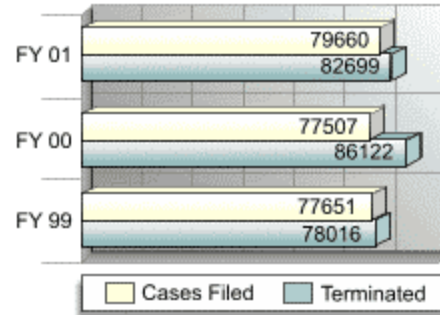 FY 01
79660
82699
FY 00
77507
86122
FY 99
77651
78016
Cases Filed
Terminated